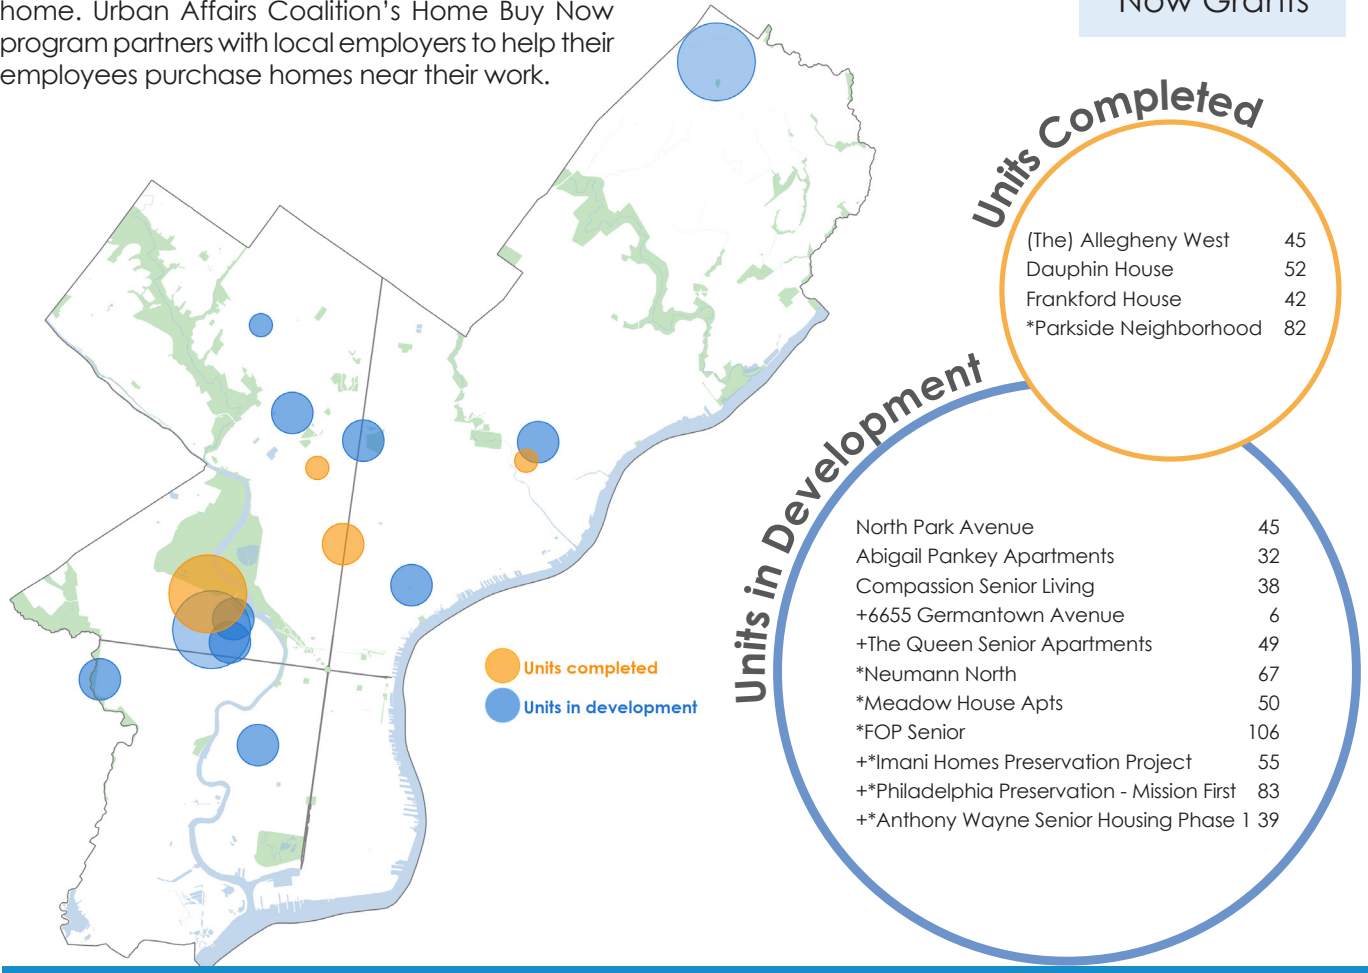 home. Urban Affairs Coalition's Home Buy Now
program partners with local employers to help their
employees purchase homes near their work.
Now Grants
Units Completed
(The) Allegheny West 45
Dauphin House 52
Frankford House 42
*Parkside Neighborhood 82
Units in Development
North Park Avenue 45
Abigail Pankey Apartments 32
Compassion Senior Living 38
+6655 Germantown Avenue 6
+The Queen Senior Apartments 49
*Neumann North 67
*Meadow House Apts 50
*FOP Senior 106
+*Imani Homes Preservation Project 55
+*Philadelphia Preservation - Mission First 83
+*Anthony Wayne Senior Housing Phase 1 39
Units completed
Units in development